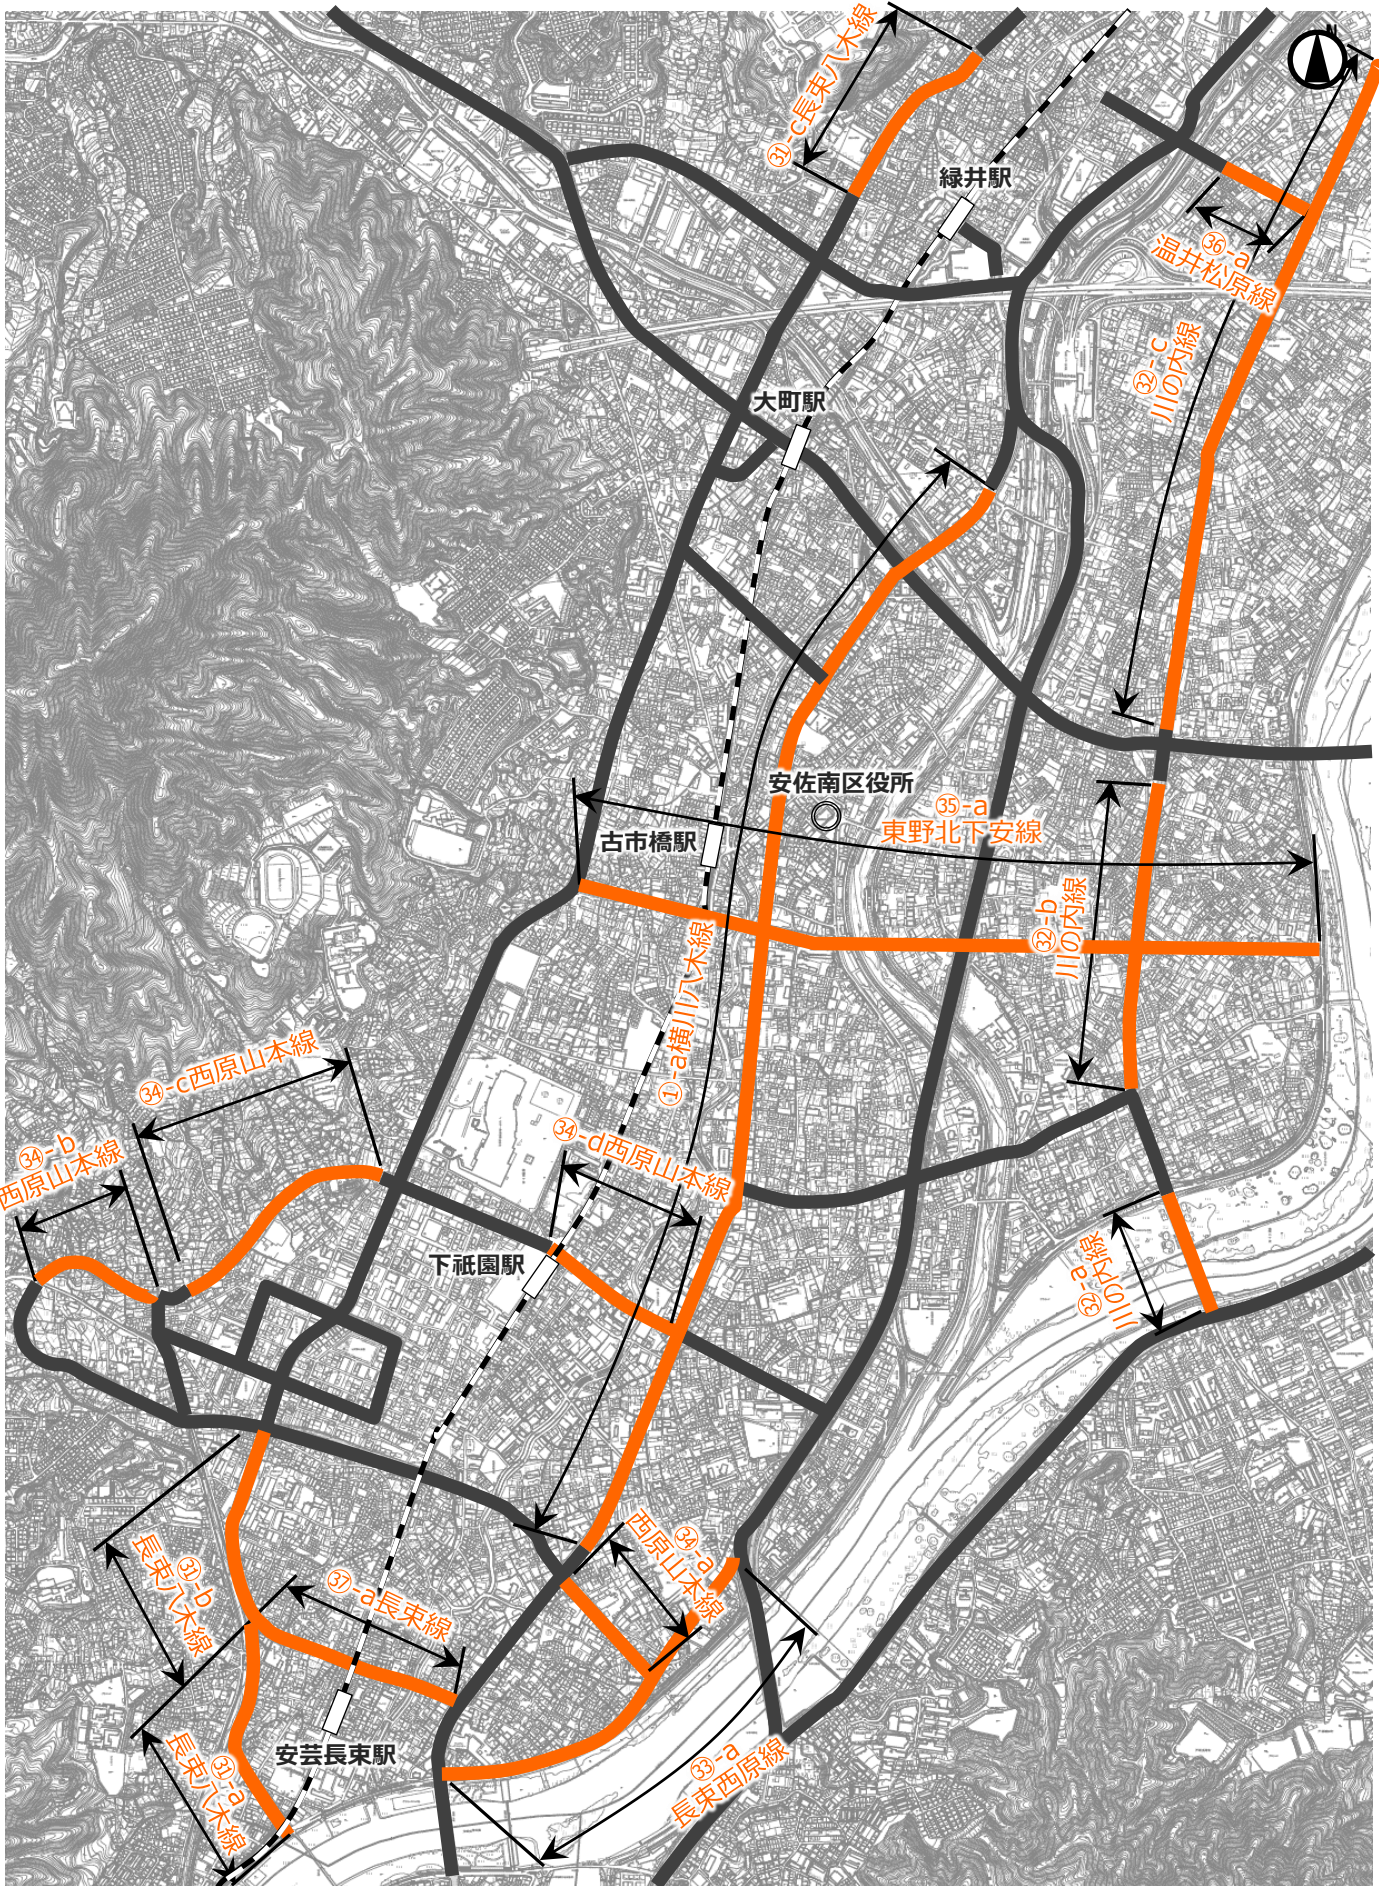 ㉛-c長束八木線
N
緑井駅
㊱-a
温井松原線
㉜-c
川の内線
大町駅
安佐南区役所
㉟-a
東野北下安線
古市橋駅
㉜-b
川の内線
①-a横川八木線
㉞-c西原山本線
㉞-b
西原山本線
㉞-d西原山本線
下祇園駅
㉜-a
川の内線
㉞-a
西原山本線
㉛-b
長束八木線
㊲-a長束線
㉝-a
長束西原線
安芸長束駅
㉛-a
長束八木線